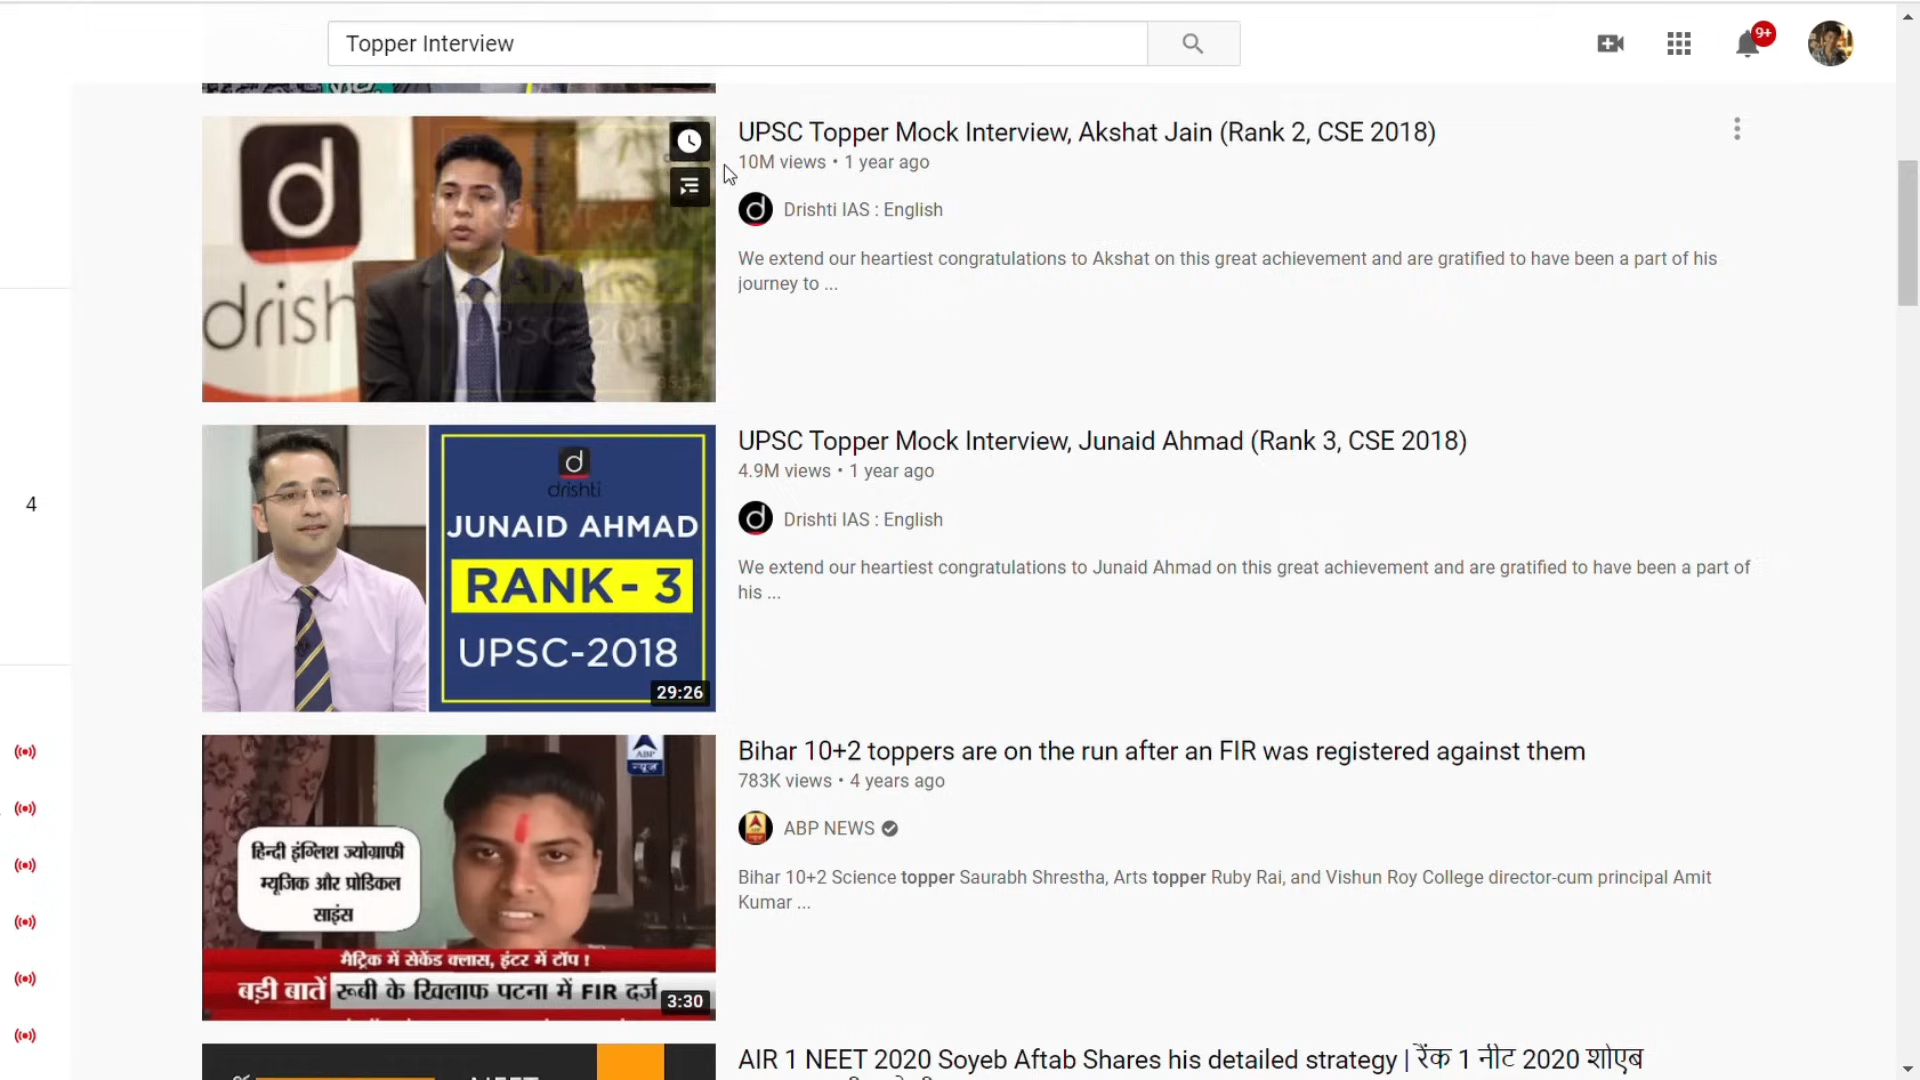 Topper Interview
9+
UPSC Topper Mock Interview, Akshat Jain (Rank 2, CSE 2018)
10M views • 1 year ago
Drishti IAS : English
We extend our heartiest congratulations to Akshat on this great achievement and are gratified to have been a part of his
journey to ...
d
drish
UPSC-2018
UPSC Topper Mock Interview, Junaid Ahmad (Rank 3, CSE 2018)
4.9M views • 1 year ago
Drishti IAS : English
We extend our heartiest congratulations to Junaid Ahmad on this great achievement and are gratified to have been a part of
his ...
d
drishti
JUNAID AHMAD
RANK - 3
UPSC-2018
29:26
4
Bihar 10+2 toppers are on the run after an FIR was registered against them
783K views • 4 years ago
ABP NEWS
Bihar 10+2 Science topper Saurabh Shrestha, Arts topper Ruby Rai, and Vishun Roy College director-cum principal Amit
Kumar ...
ABP
न्यूज़
हिन्दी इंग्लिश ज्योग्राफी
म्यूजिक और प्रोडिकल
साइंस
मैट्रिक में सेकेंड क्लास, इंटर में टॉप !
बड़ी बातें रूबी के खिलाफ पटना में FIR दर्ज
3:30
AIR 1 NEET 2020 Soyeb Aftab Shares his detailed strategy | रैंक 1 नीट 2020 शोएब